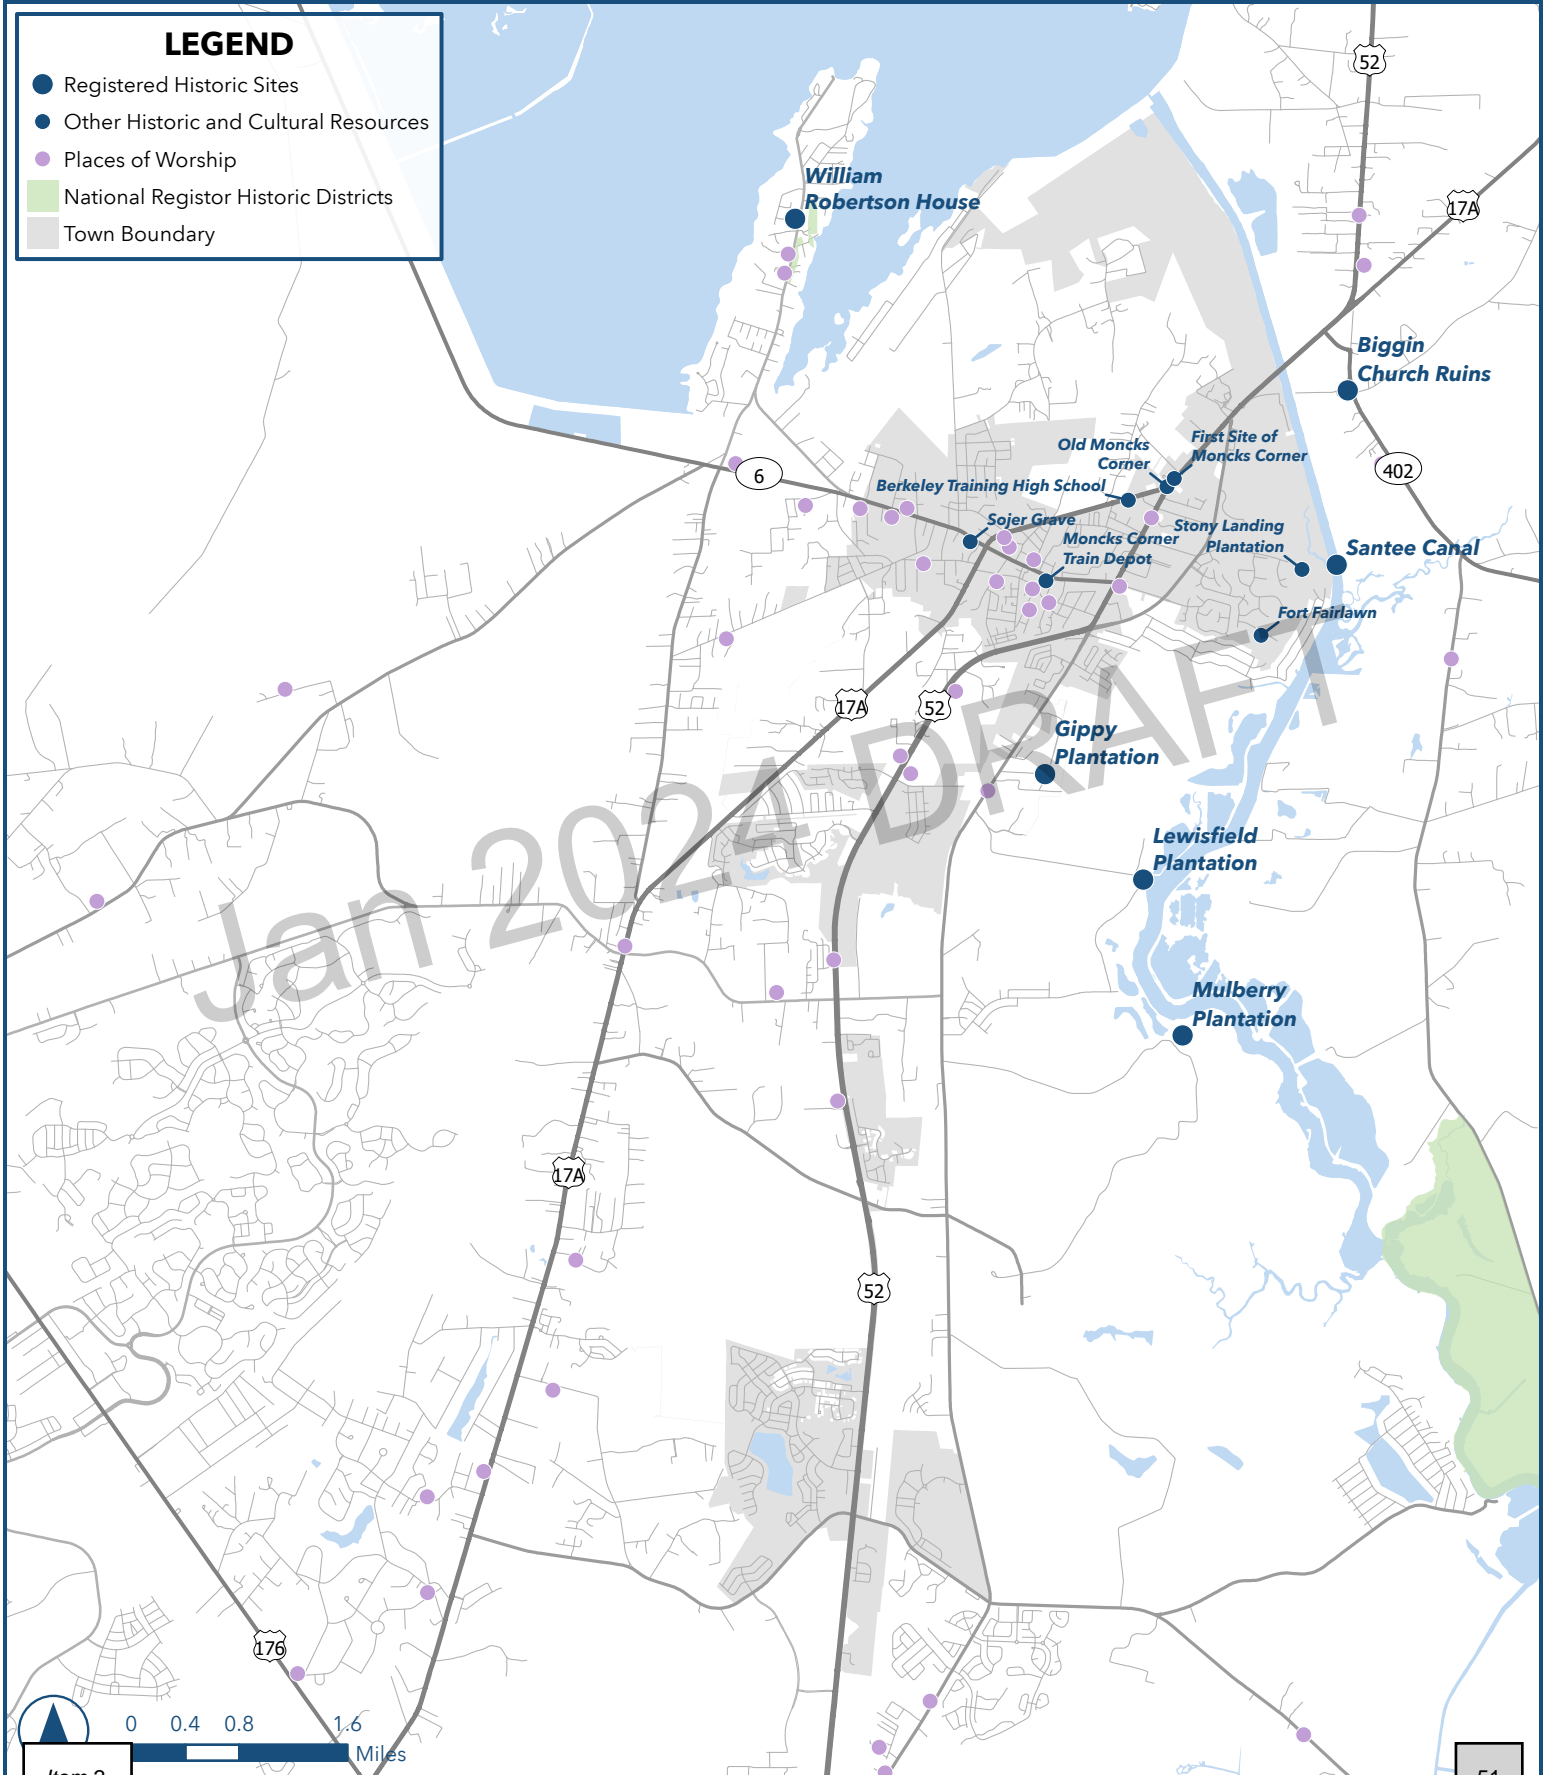 LEGEND
Registered Historic Sites
Other Historic and Cultural Resources
Places of Worship
National Registor Historic Districts
Town Boundary
52
William
Robertson House
17A
Biggin
Church Ruins
Old Moncks
Corner
First Site of
Moncks Corner
6
402
Berkeley Training High School
Sojer Grave
Moncks Corner
Train Depot
Stony Landing
Plantation
Santee Canal
Fort Fairlawn
17A
52
Gippy
Plantation
Jan 2024 DRAFT
Lewisfield
Plantation
Mulberry
Plantation
17A
52
176
0 0.4 0.8 1.6
Miles